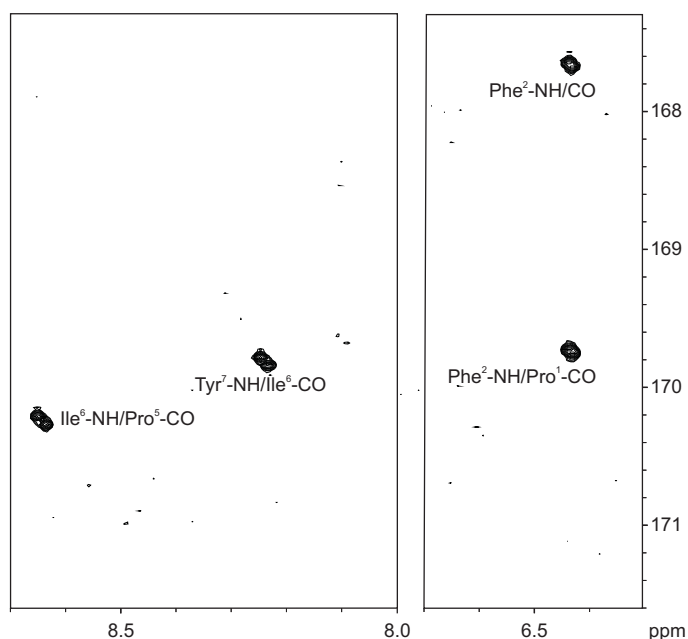 Phe²-NH/CO
168
169
Tyr⁷-NH/Ile⁶-CO
Phe²-NH/Pro¹-CO
170
Ile⁶-NH/Pro⁵-CO
171
8.5
8.0
6.5
ppm